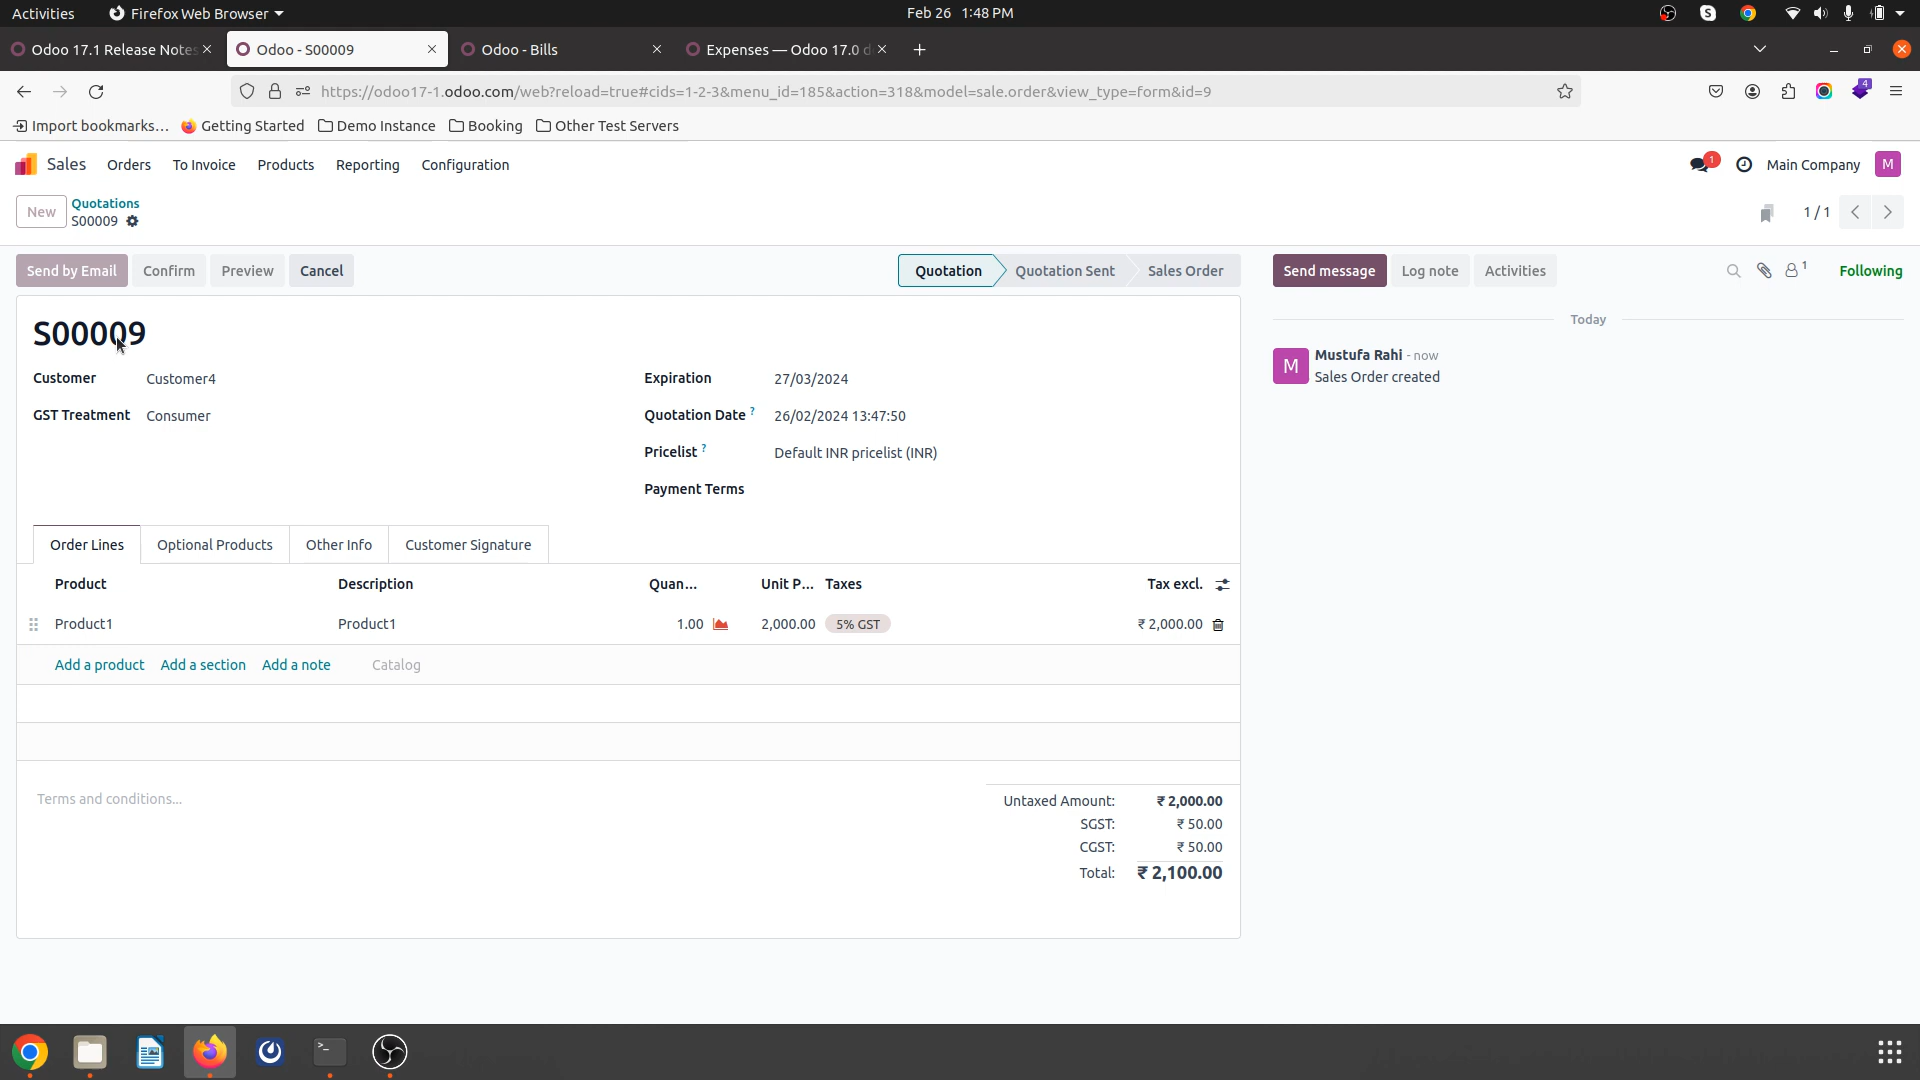 Activities Firefox Web Browser Feb 26 1:48 PM
Odoo 17.1 Release Notes Odoo - S00009 Odoo - Bills Expenses — Odoo 17.0 d
https://odoo17-1.odoo.com/web?reload=true#cids=1-2-3&menu_id=185&action=318&model=sale.order&view_type=form&id=9 4
Import bookmarks... Getting Started Demo Instance Booking Other Test Servers
Sales Orders To Invoice Products Reporting Configuration 1 Main Company M
New Quotations
S00009 1 / 1
Send by Email Confirm Preview Cancel Quotation Quotation Sent Sales Order Send message Log note Activities 1 Following
S00009 Today
Customer Customer4 Expiration 27/03/2024 M Mustufa Rahi - now
Sales Order created
GST Treatment Consumer Quotation Date ? 26/02/2024 13:47:50
Pricelist ? Default INR pricelist (INR)
Payment Terms
Order Lines Optional Products Other Info Customer Signature
Product Description Quan... Unit P... Taxes Tax excl.
Product1 Product1 1.00 2,000.00 5% GST ₹ 2,000.00
Add a product Add a section Add a note Catalog
Terms and conditions... Untaxed Amount: ₹ 2,000.00
SGST: ₹ 50.00
CGST: ₹ 50.00
Total: ₹ 2,100.00